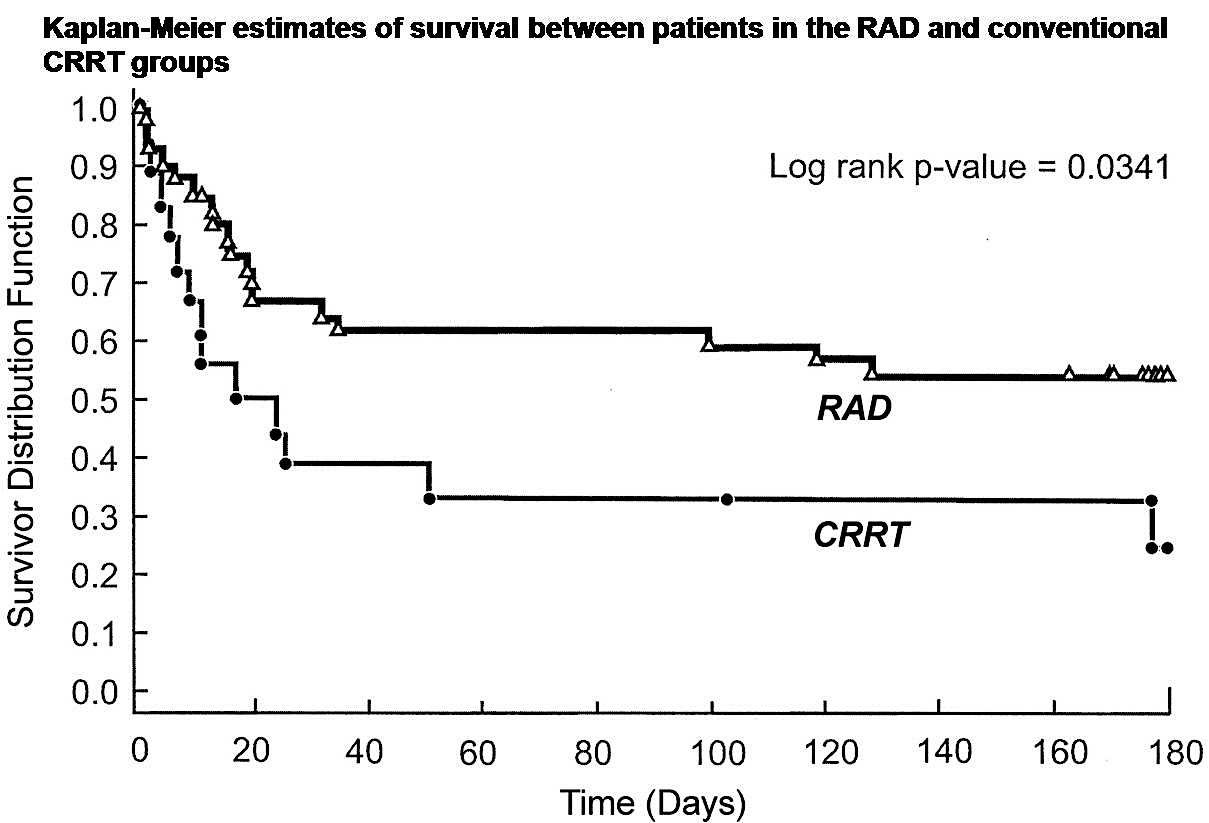 Kaplan-Meier estimates of survival between patients in the RAD and conventional
CRRT groups
Log rank p-value = 0.0341
Survivor Distribution Function
1.0
0.9
0.8
0.7
0.6
0.5
0.4
0.3
0.2
0.1
0.0
RAD
CRRT
0 20 40 60 80 100 120 140 160 180
Time (Days)